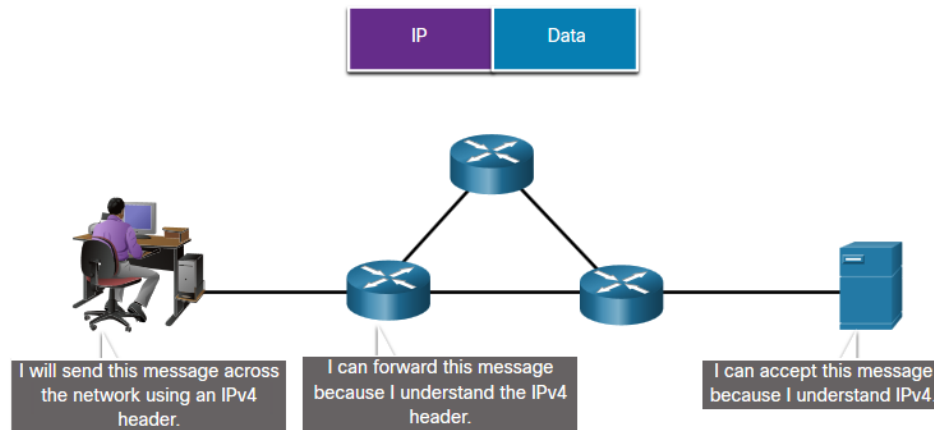 IP
Data
I will send this message across
the network using an IPv4
header.
I can forward this message
because I understand the IPv4
header.
I can accept this message
because I understand IPv4.